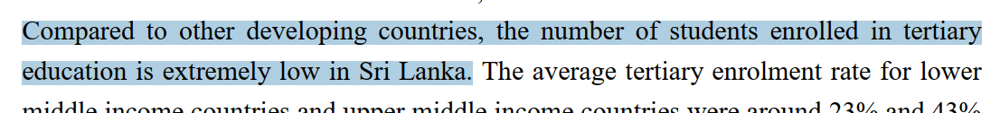 Compared to other developing countries, the number of students enrolled in tertiary
education is extremely low in Sri Lanka. The average tertiary enrolment rate for lower
middle income countries and upper middle income countries were around 23% and 43%